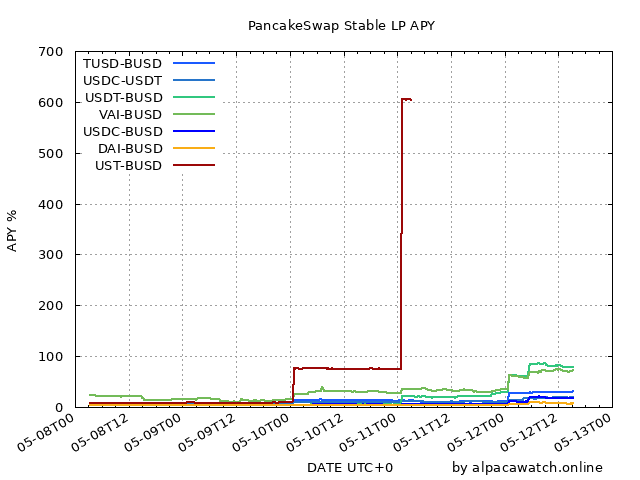 PancakeSwap Stable LP APY
700
600
500
400
300
200
100
0
APY %
TUSD-BUSD
USDC-USDT
USDT-BUSD
VAI-BUSD
USDC-BUSD
DAI-BUSD
UST-BUSD
05-08T00
05-08T12
05-09T00
05-09T12
05-10T00
05-10T12
05-11T00
05-11T12
05-12T00
05-12T12
05-13T00
DATE UTC+0
by alpacawatch.online